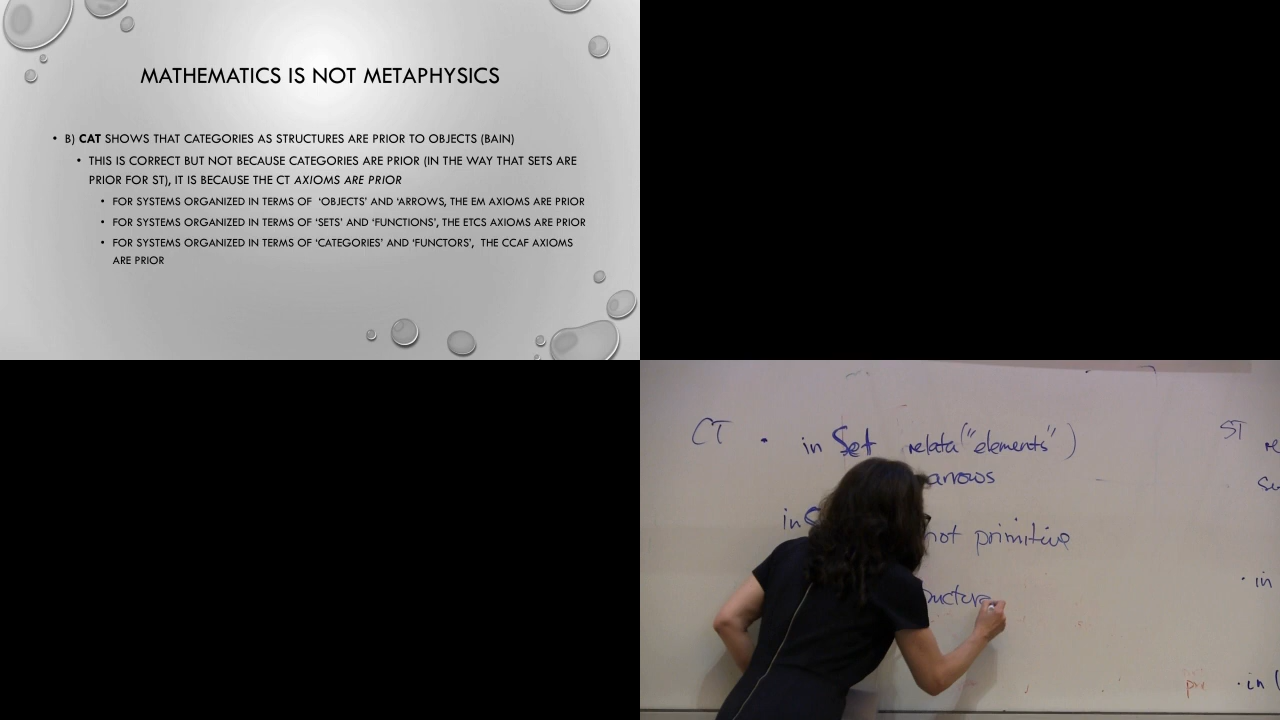 MATHEMATICS IS NOT METAPHYSICS
• B) CAT SHOWS THAT CATEGORIES AS STRUCTURES ARE PRIOR TO OBJECTS (BAIN)
• THIS IS CORRECT BUT NOT BECAUSE CATEGORIES ARE PRIOR (IN THE WAY THAT SETS ARE
PRIOR FOR ST), IT IS BECAUSE THE CT AXIOMS ARE PRIOR
• FOR SYSTEMS ORGANIZED IN TERMS OF 'OBJECTS' AND 'ARROWS, THE EM AXIOMS ARE PRIOR
• FOR SYSTEMS ORGANIZED IN TERMS OF 'SETS' AND 'FUNCTIONS', THE ETCS AXIOMS ARE PRIOR
• FOR SYSTEMS ORGANIZED IN TERMS OF 'CATEGORIES' AND 'FUNCTORS', THE CCAF AXIOMS
ARE PRIOR
CT • in Set relata ("elements")
arrows
in
not primitive
ST
• in
• in